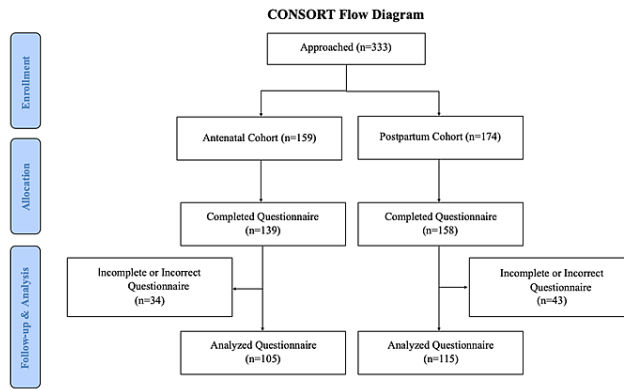 CONSORT Flow Diagram
Enrollment
Approached (n=333)
Antenatal Cohort (n=159)
Postpartum Cohort (n=174)
Allocation
Completed Questionnaire
(n=139)
Completed Questionnaire
(n=158)
Follow-up & Analysis
Incomplete or Incorrect
Questionnaire
(n=34)
Incomplete or Incorrect
Questionnaire
(n=43)
Analyzed Questionnaire
(n=105)
Analyzed Questionnaire
(n=115)